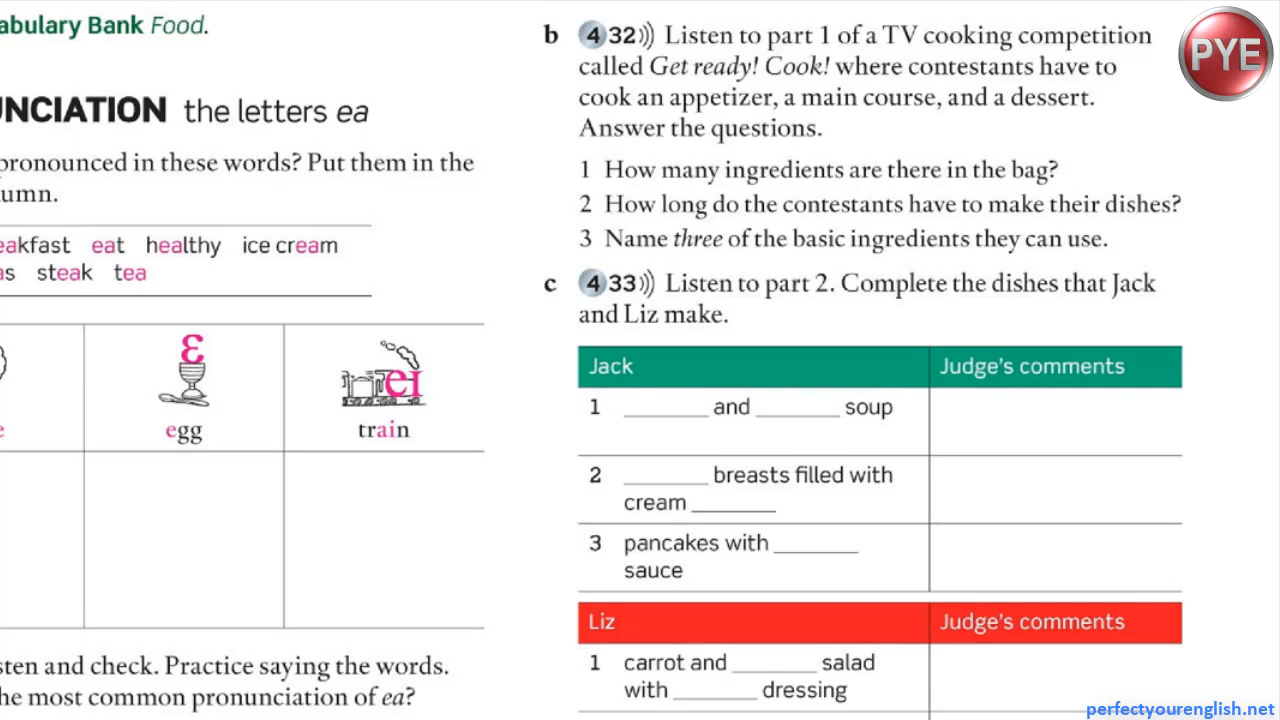 abulary Bank Food.
UNCIATION the letters ea
pronounced in these words? Put them in the
umn.
eakfast eat healthy ice cream
as steak tea
ɛ
eɪ
e
egg
train
sten and check. Practice saying the words.
he most common pronunciation of ea?
b 4 32 Listen to part 1 of a TV cooking competition
called Get ready! Cook! where contestants have to
cook an appetizer, a main course, and a dessert.
Answer the questions.
1 How many ingredients are there in the bag?
2 How long do the contestants have to make their dishes?
3 Name three of the basic ingredients they can use.
c 4 33 Listen to part 2. Complete the dishes that Jack
and Liz make.
Jack Judge's comments
1 ________ and ________ soup
2 ________ breasts filled with
cream ________
3 pancakes with ________
sauce
Liz Judge's comments
1 carrot and ________ salad
with ________ dressing
PYE
perfectyourenglish.net